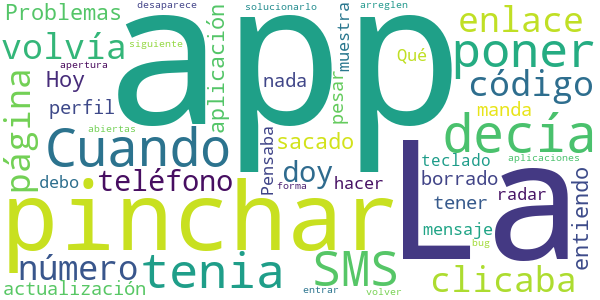 desaparece solucionarlo arreglen
Problemas app enlace
volvía siguiente aplicación muestra Qué poner
apertura Hoy nada pesar código
página perfil manda
abiertas sacado decía
Cuando Pensaba
debo teléfono doy hacer teclado aplicaciones
forma borrado entiendo
pinchar La tener radar
número tenia SMS mensaje bug
clicaba
actualización entrar volver